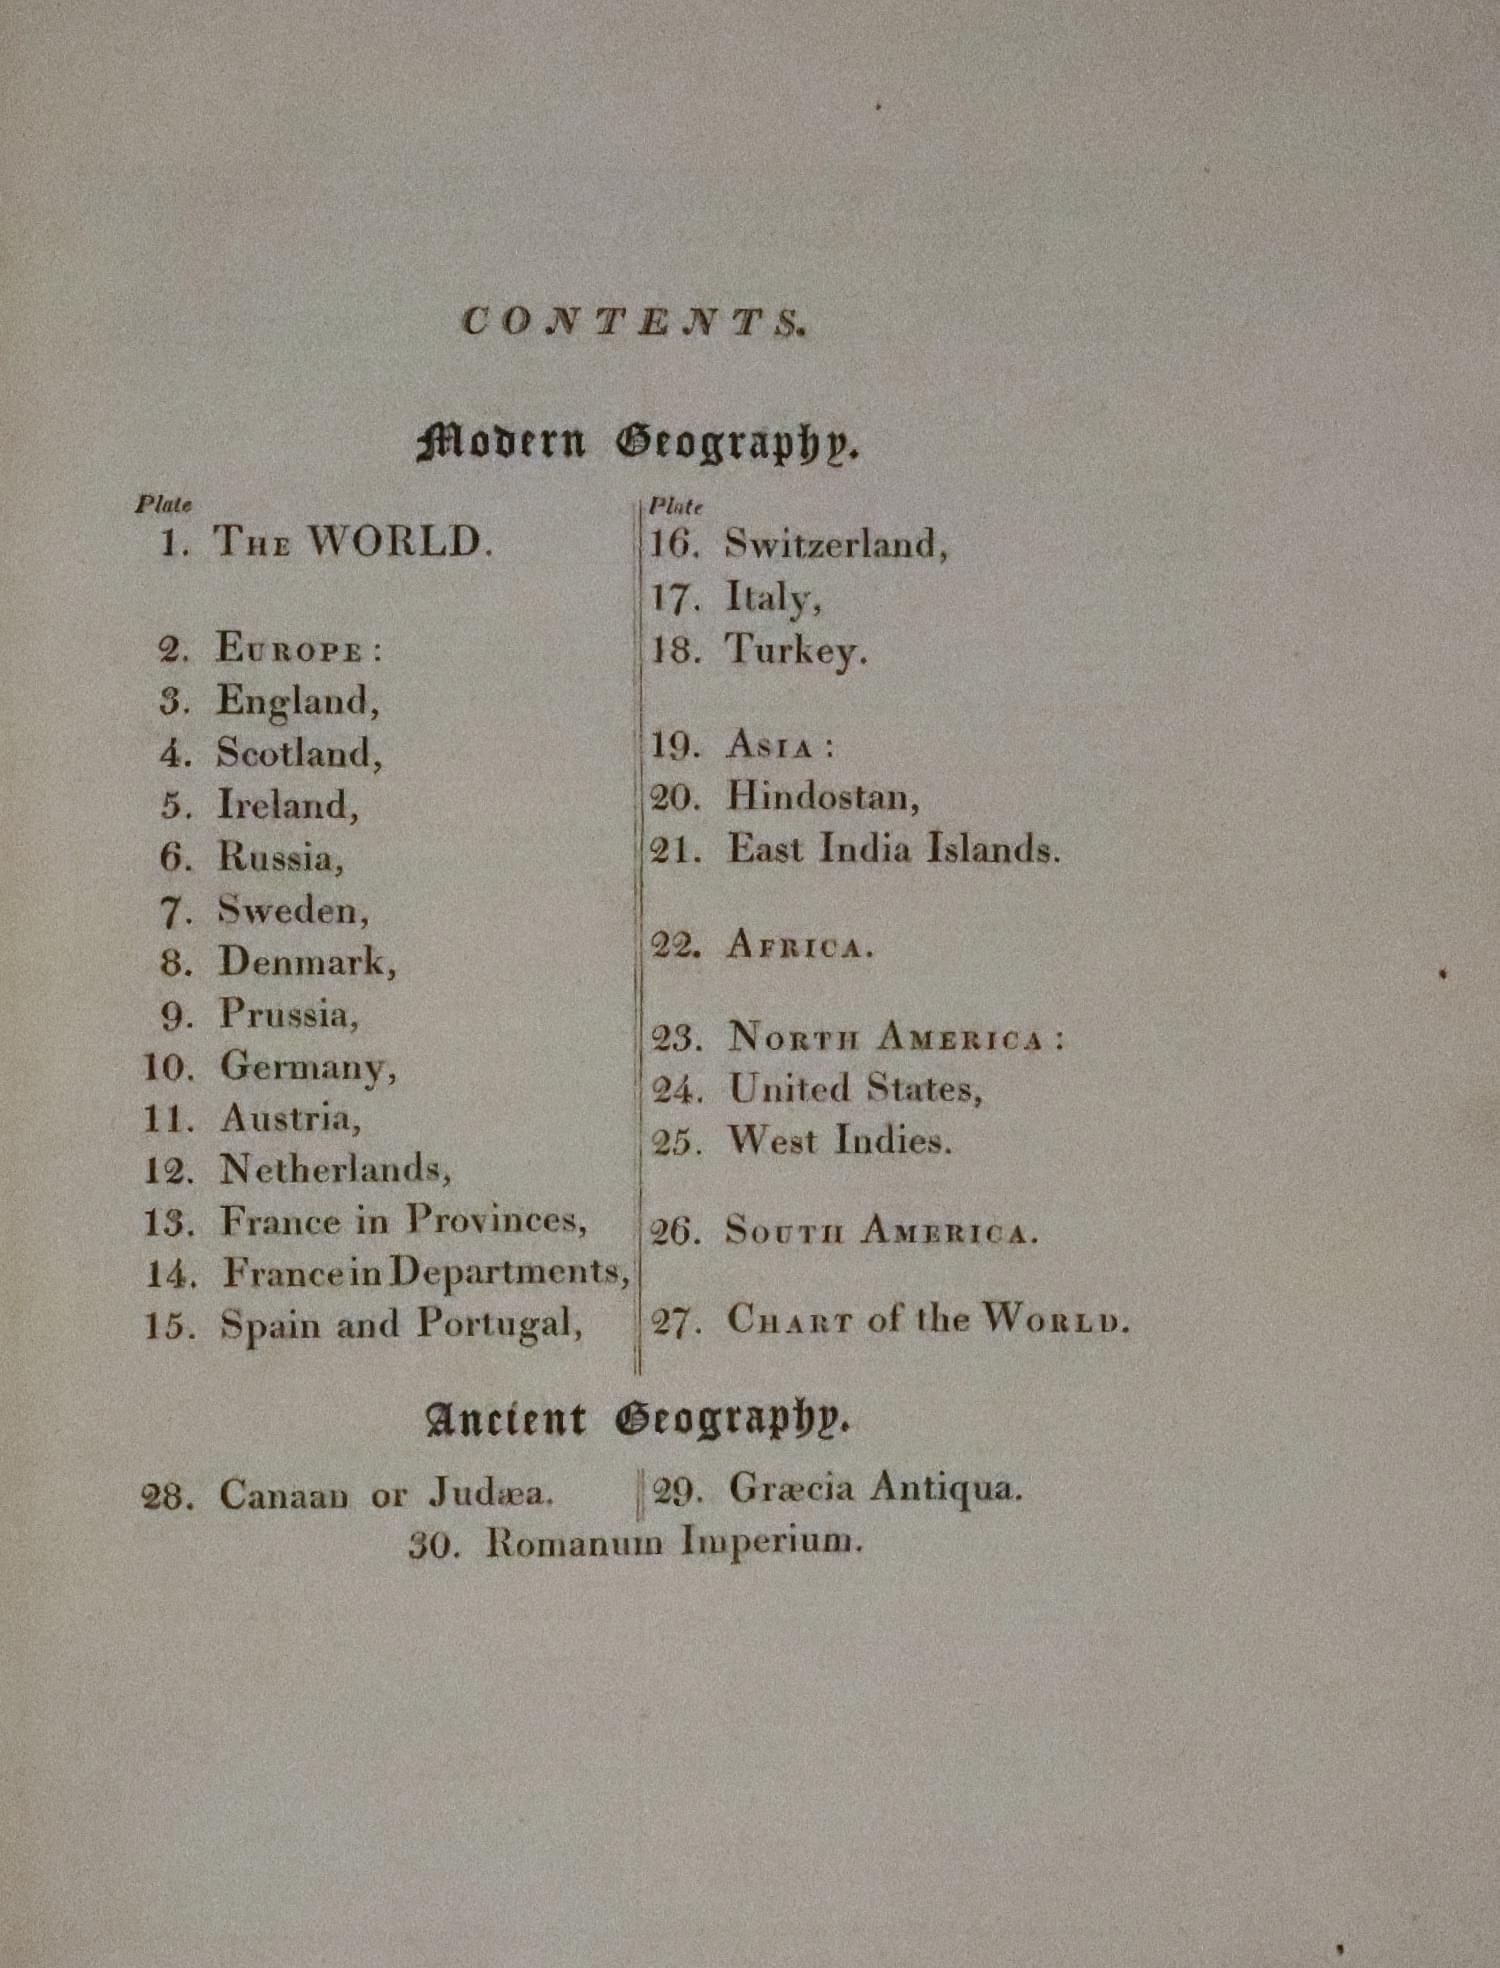 CONTENTS.
Modern Geography.
Plate
1. The WORLD.
2. Europe:
3. England,
4. Scotland,
5. Ireland,
6. Russia,
7. Sweden,
8. Denmark,
9. Prussia,
10. Germany,
11. Austria,
12. Netherlands,
13. France in Provinces,
14. France in Departments,
15. Spain and Portugal,
Plate
16. Switzerland,
17. Italy,
18. Turkey.
19. Asia:
20. Hindostan,
21. East India Islands.
22. Africa.
23. North America:
24. United States,
25. West Indies.
26. South America.
27. Chart of the World.
Ancient Geography.
28. Canaan or Judæa.
29. Græcia Antiqua.
30. Romanum Imperium.